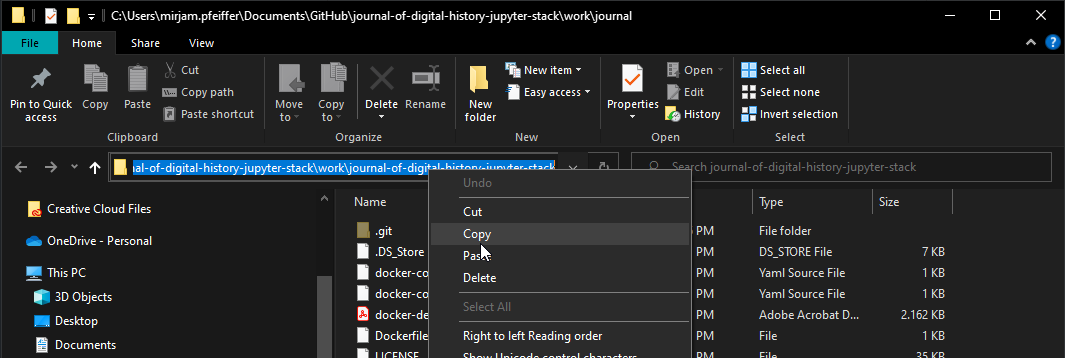 C:\Users\mirjam.pfeiffer\Documents\GitHub\journal-of-digital-history-jupyter-stack\work\journal
File Home Share View
Pin to Quick access
Copy
Paste
Cut
Copy path
Paste shortcut
Clipboard
Move to
Copy to
Delete
Rename
Organize
New folder
New item
Easy access
New
Properties
Open
Edit
History
Open
Select all
Select none
Invert selection
Select
nal-of-digital-history-jupyter-stack\work\journal-of-digital-history-jupyter-stack
Search journal-of-digital-history-jupyter-stack
Creative Cloud Files
OneDrive - Personal
This PC
3D Objects
Desktop
Documents
Name Type Size
.git PM File folder
.DS_Store PM DS_STORE File 7 KB
docker-co PM Yaml Source File 1 KB
docker-co PM Yaml Source File 1 KB
docker-de PM Adobe Acrobat D... 2.162 KB
Dockerfile PM File 1 KB
LICENSE PM File 35 KB
Undo
Cut
Copy
Paste
Delete
Select All
Right to left Reading order
Show Unicode control characters